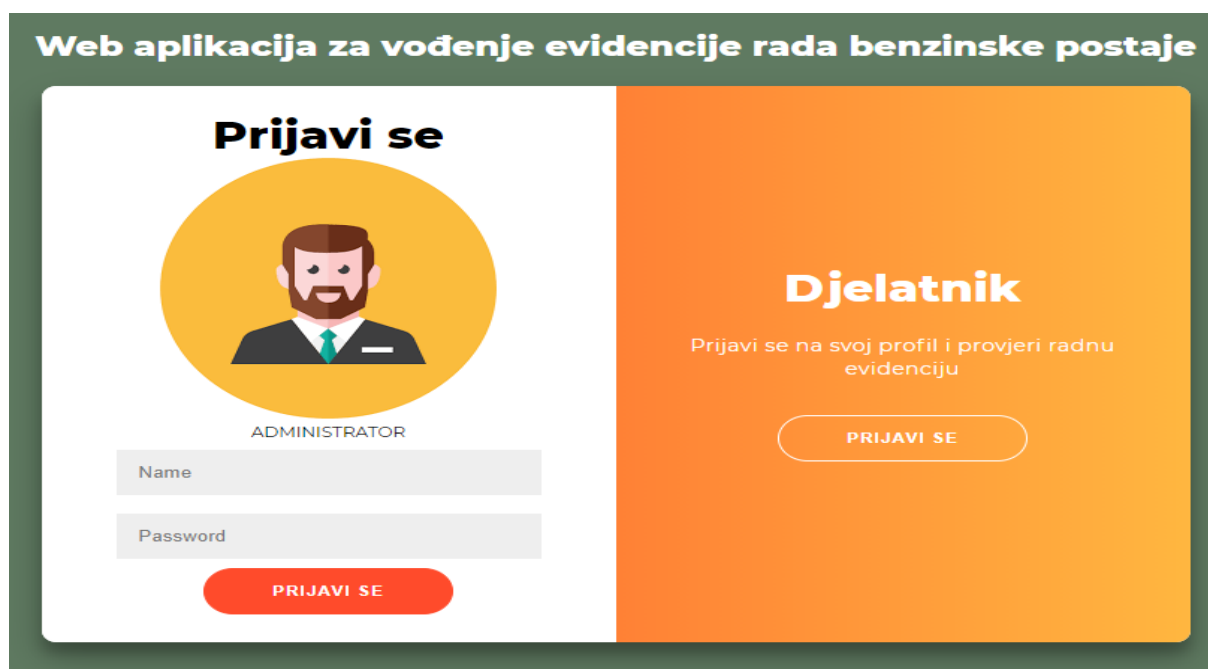 Web aplikacija za vođenje evidencije rada benzinske postaje
Prijavi se
ADMINISTRATOR
Name
Password
PRIJAVI SE
Djelatnik
Prijavi se na svoj profil i provjeri radnu
evidenciju
PRIJAVI SE